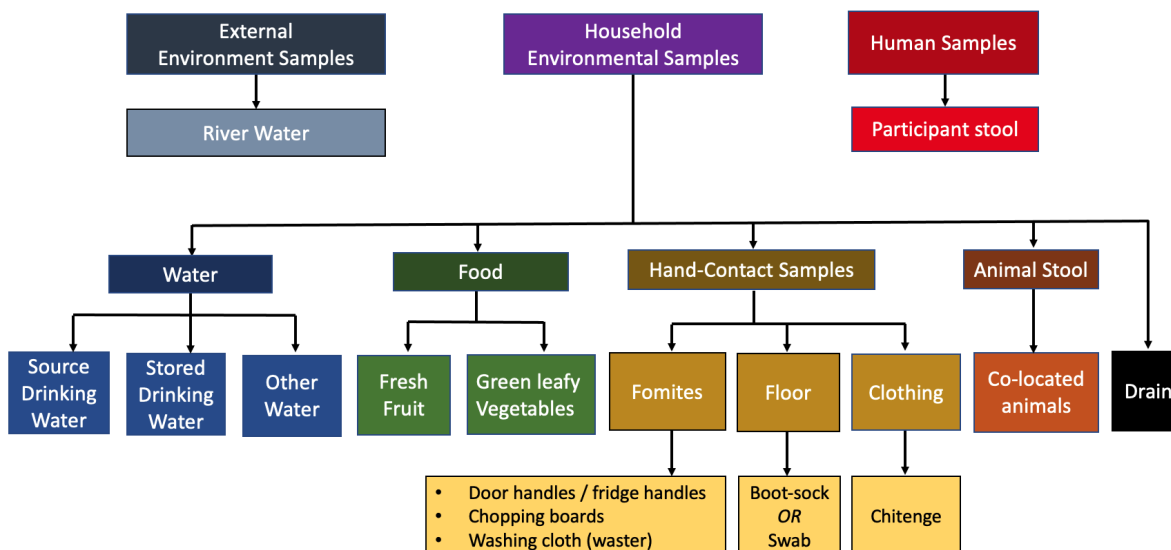 External
Environment Samples
Household
Environmental Samples
Human Samples
River Water
Participant stool
Water
Food
Hand-Contact Samples
Animal Stool
Source
Drinking
Water
Stored
Drinking
Water
Other
Water
Fresh
Fruit
Green leafy
Vegetables
Fomites
Floor
Clothing
Co-located
animals
Drain
• Door handles / fridge handles
• Chopping boards
• Washing cloth (waster)
Boot-sock
OR
Swab
Chitenge